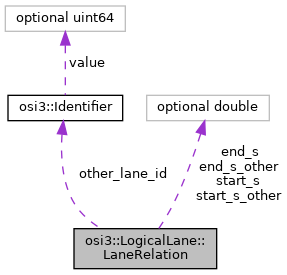 optional uint64
value
osi3::Identifier
optional double
other_lane_id
end_s
end_s_other
start_s
start_s_other
osi3::LogicalLane::
LaneRelation